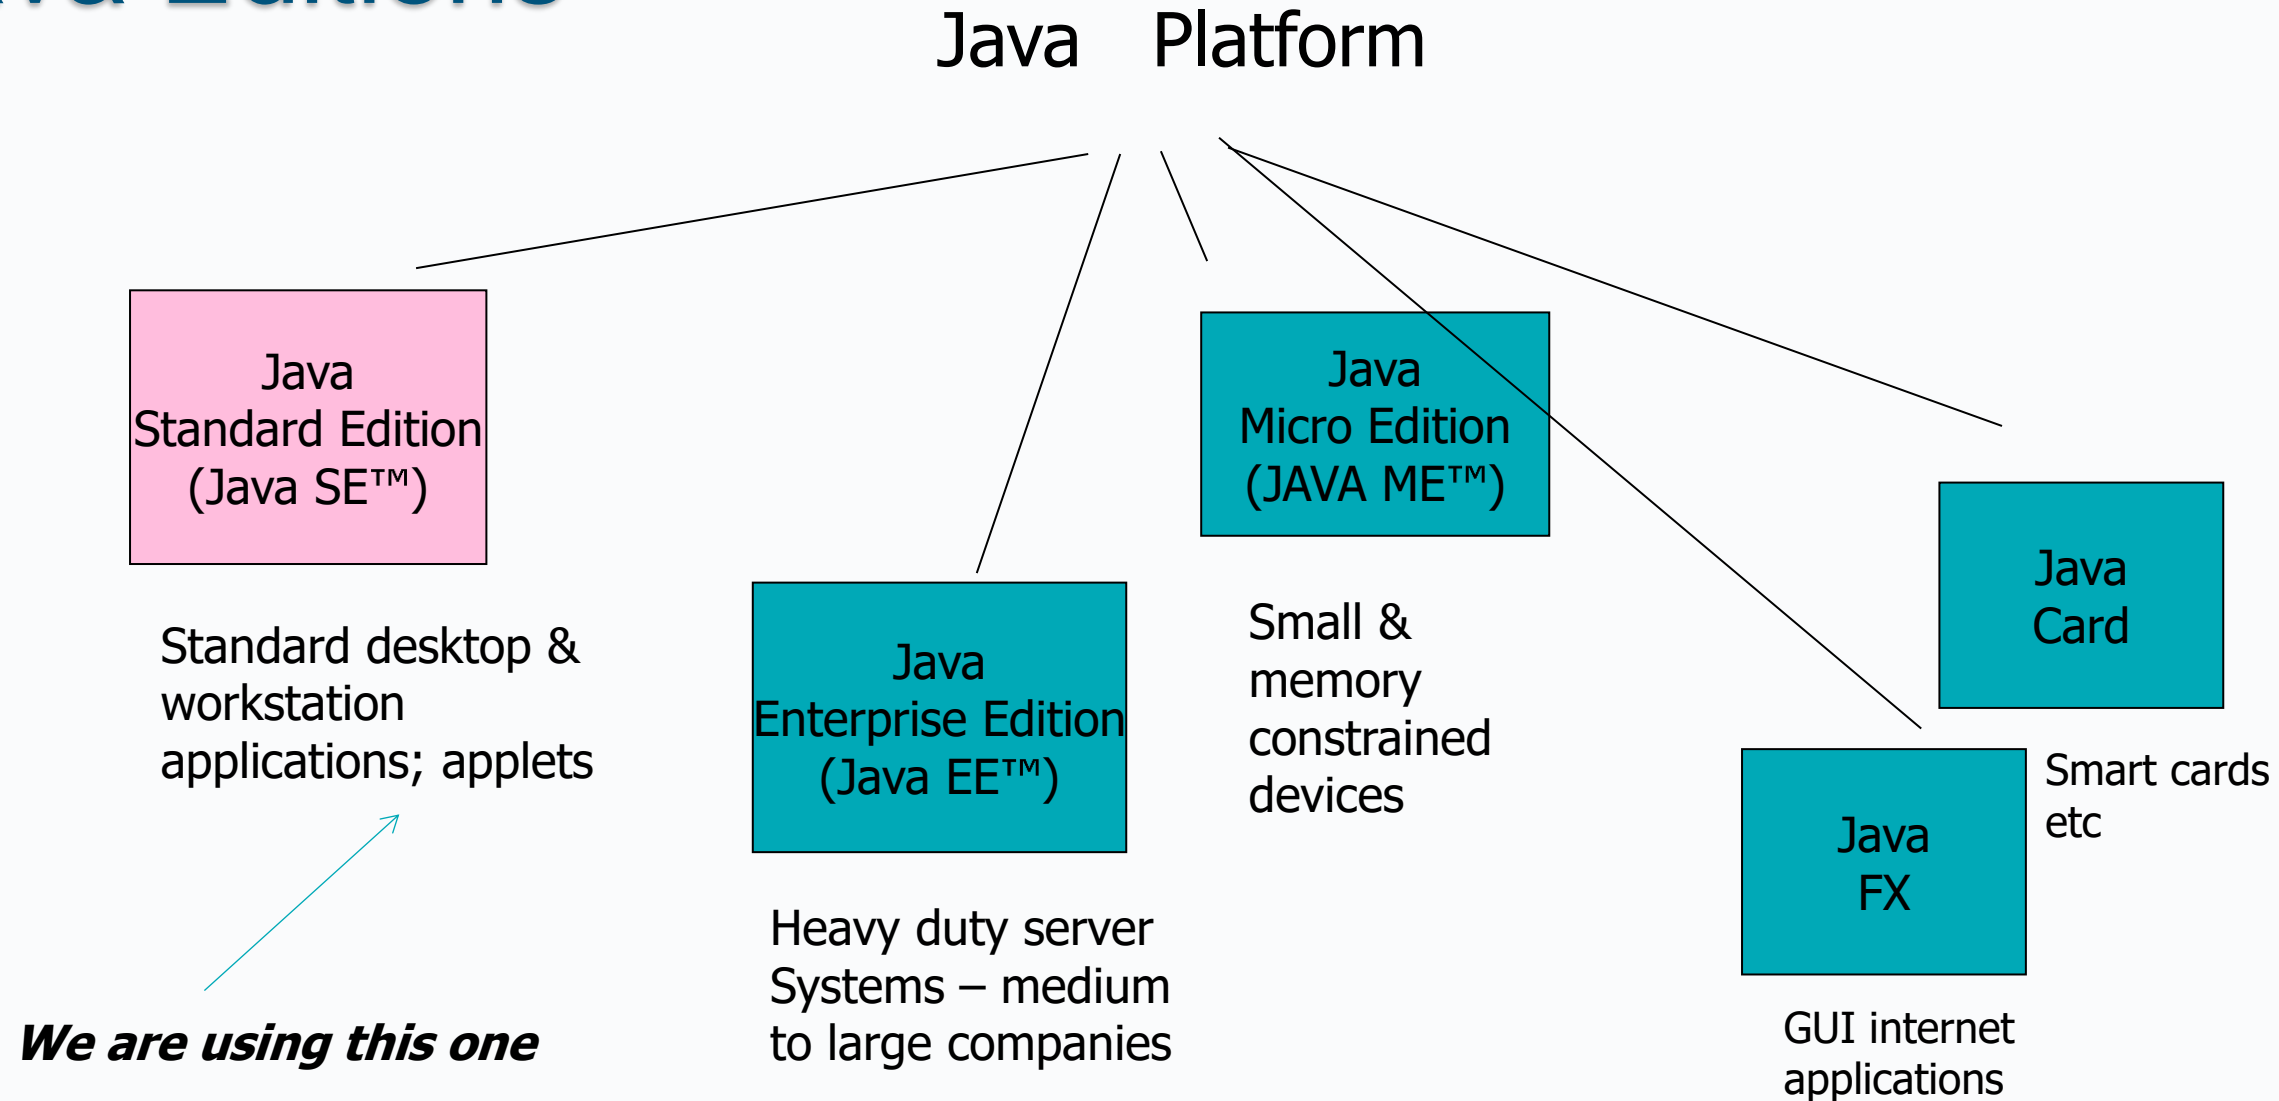 Editions
Java Platform
Java
Standard Edition
(Java SE™)
Standard desktop &
workstation
applications; applets
We are using this one
Java
Enterprise Edition
(Java EE™)
Heavy duty server
Systems – medium
to large companies
Java
Micro Edition
(JAVA ME™)
Small &
memory
constrained
devices
Java
Card
Smart cards
etc
Java
FX
GUI internet
applications